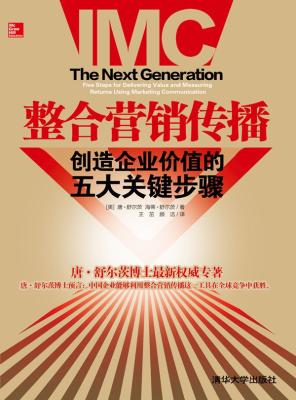 Mc
Graw
Hill
IMC
The Next Generation
Five Steps for Delivering Value and Measuring
Returns Using Marketing Communication
整合营销传播
创造企业价值的
五大关键步骤
[美] 唐·舒尔茨 海蒂·舒尔茨/著
王茁 顾洁/译
唐·舒尔茨博士最新权威专著
唐·舒尔茨博士预言:中国企业能够利用整合营销传播这一工具在全球竞争中获胜。
清华大学出版社